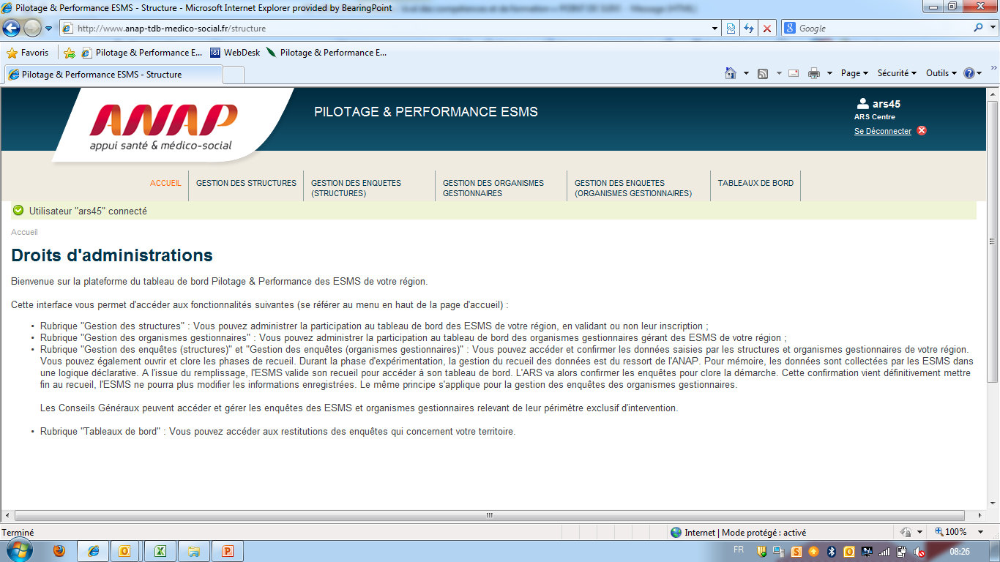 Pilotage & Performance ESMS - Structure - Microsoft Internet Explorer provided by BearingPoint
http://www.anap-tdb-medico-social.fr/structure
Google
Favoris
Pilotage & Performance E...
WebDesk
Pilotage & Performance E...
Pilotage & Performance ESMS - Structure
Page
Sécurité
Outils
ANAP
appui santé & médico-social
PILOTAGE & PERFORMANCE ESMS
ars45
ARS Centre
Se Déconnecter
ACCUEIL
GESTION DES STRUCTURES
GESTION DES ENQUETES
(STRUCTURES)
GESTION DES ORGANISMES
GESTIONNAIRES
GESTION DES ENQUETES
(ORGANISMES GESTIONNAIRES)
TABLEAUX DE BORD
Utilisateur "ars45" connecté
Accueil
Droits d'administrations
Bienvenue sur la plateforme du tableau de bord Pilotage & Performance des ESMS de votre région.
Cette interface vous permet d'accéder aux fonctionnalités suivantes (se référer au menu en haut de la page d'accueil) :
• Rubrique "Gestion des structures" : Vous pouvez administrer la participation au tableau de bord des ESMS de votre région, en validant ou non leur inscription ;
• Rubrique "Gestion des organismes gestionnaires" : Vous pouvez administrer la participation au tableau de bord des organismes gestionnaires gérant des ESMS de votre région ;
• Rubrique "Gestion des enquêtes (structures)" et "Gestion des enquêtes (organismes gestionnaires)" : Vous pouvez accéder et confirmer les données saisies par les structures et organismes gestionnaires de votre région.
Vous pouvez également ouvrir et clore les phases de recueil. Durant la phase d'expérimentation, la gestion du recueil des données est du ressort de l'ANAP. Pour mémoire, les données sont collectées par les ESMS dans
une logique déclarative. A l'issue du remplissage, l'ESMS valide son recueil pour accéder à son tableau de bord. L'ARS va alors confirmer les enquêtes pour clore la démarche. Cette confirmation vient définitivement mettre
fin au recueil, l'ESMS ne pourra plus modifier les informations enregistrées. Le même principe s'applique pour la gestion des enquêtes des organismes gestionnaires.
Les Conseils Généraux peuvent accéder et gérer les enquêtes des ESMS et organismes gestionnaires relevant de leur périmètre exclusif d'intervention.
• Rubrique "Tableaux de bord" : Vous pouvez accéder aux restitutions des enquêtes qui concernent votre territoire.
Terminé
Internet | Mode protégé : activé
100%
FR
08:26